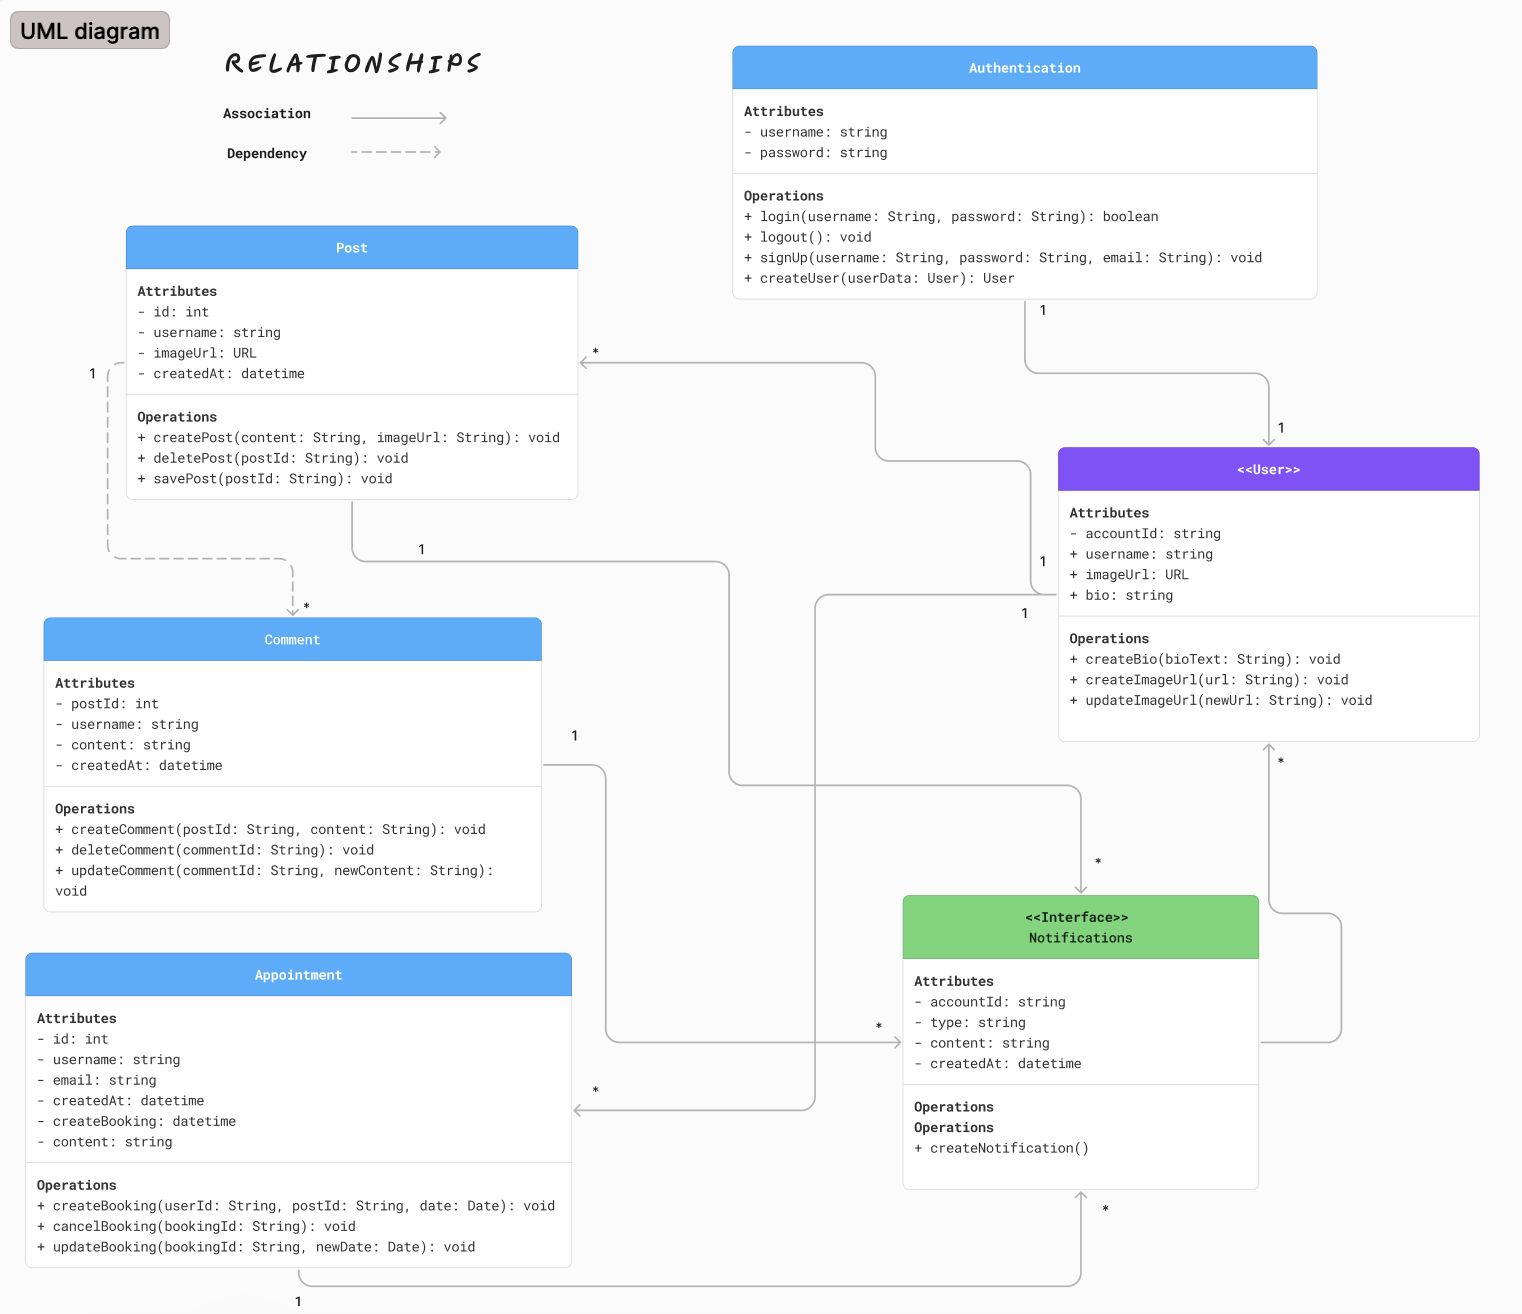 UML diagram
RELATIONSHIPS
Association
Dependency
Authentication
Attributes
- username: string
- password: string
Operations
+ login(username: String, password: String): boolean
+ logout(): void
+ signUp(username: String, password: String, email: String): void
+ createUser(userData: User): User
1
1
Post
Attributes
- id: int
- username: string
- imageUrl: URL
- createdAt: datetime
Operations
+ createPost(content: String, imageUrl: String): void
+ deletePost(postId: String): void
+ savePost(postId: String): void
*
1
1
*
<<User>>
Attributes
- accountId: string
+ username: string
+ imageUrl: URL
+ bio: string
Operations
+ createBio(bioText: String): void
+ createImageUrl(url: String): void
+ updateImageUrl(newUrl: String): void
1
1
*
Comment
Attributes
- postId: int
- username: string
- content: string
- createdAt: datetime
Operations
+ createComment(postId: String, content: String): void
+ deleteComment(commentId: String): void
+ updateComment(commentId: String, newContent: String):
void
1
*
*
<<Interface>>
Notifications
Attributes
- accountId: string
- type: string
- content: string
- createdAt: datetime
Operations
Operations
+ createNotification()
*
Appointment
Attributes
- id: int
- username: string
- email: string
- createdAt: datetime
- createBooking: datetime
- content: string
Operations
+ createBooking(userId: String, postId: String, date: Date): void
+ cancelBooking(bookingId: String): void
+ updateBooking(bookingId: String, newDate: Date): void
*
1